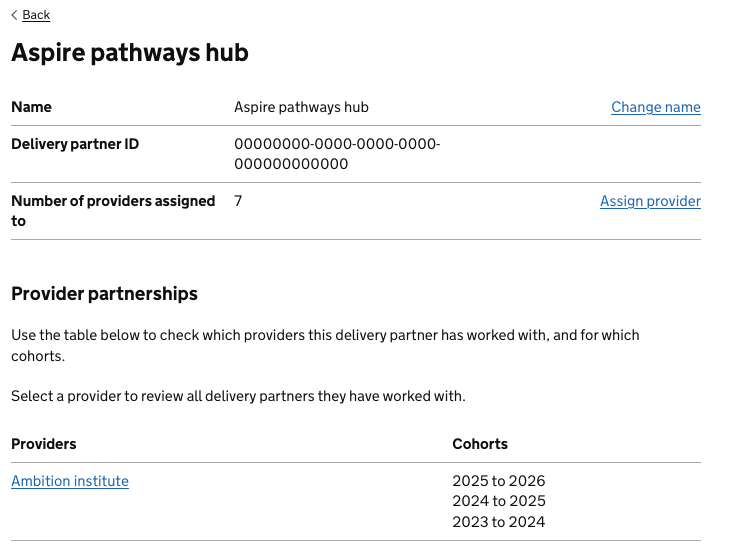 Back
Aspire pathways hub
Name Aspire pathways hub Change name
Delivery partner ID 00000000-0000-0000-0000-
000000000000
Number of providers assigned 7 Assign provider
to
Provider partnerships
Use the table below to check which providers this delivery partner has worked with, and for which
cohorts.
Select a provider to review all delivery partners they have worked with.
Providers Cohorts
Ambition institute 2025 to 2026
2024 to 2025
2023 to 2024